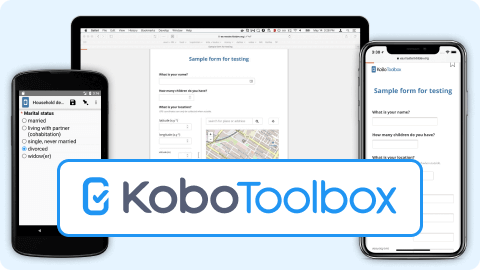 Sample form for testing
What is your name?
How many children do you have?
What is your location?
latitude (x.y °)
longitude (x.y °)
Household de...
* Marital status
married
living with partner
(cohabitation)
single, never married
divorced
widow(er)
KoboToolbox
Sample form for testing
What is your name?
How many children do you have?
What is your location?
KoboToolbox